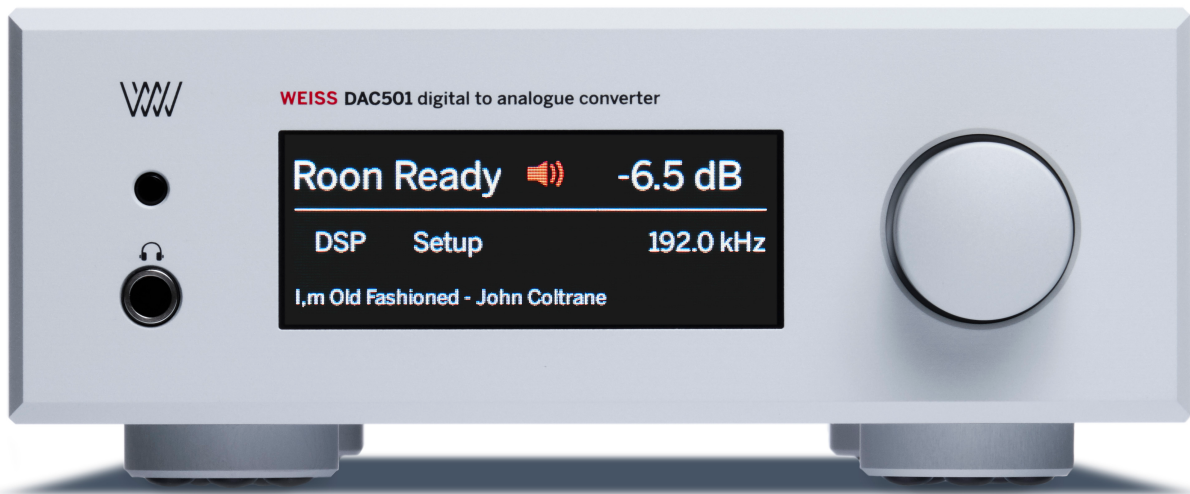 WEISS DAC501 digital to analogue converter
Roon Ready -6.5 dB
DSP Setup 192.0 kHz
I,m Old Fashioned - John Coltrane